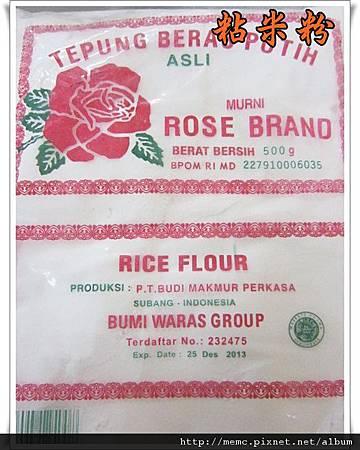 粘米粉
TEPUNG BERAS PUTIH
ASLI
MURNI
ROSE BRAND
BERAT BERSIH 500g
BPOM RI MD 227910006035
RICE FLOUR
PRODUKSI : P.T. BUDI MAKMUR PERKASA
SUBANG - INDONESIA
BUMI WARAS GROUP
Terdaftar No.: 232475
Exp. Date : 25 Des 2013
http://memc.pixnet.net/album